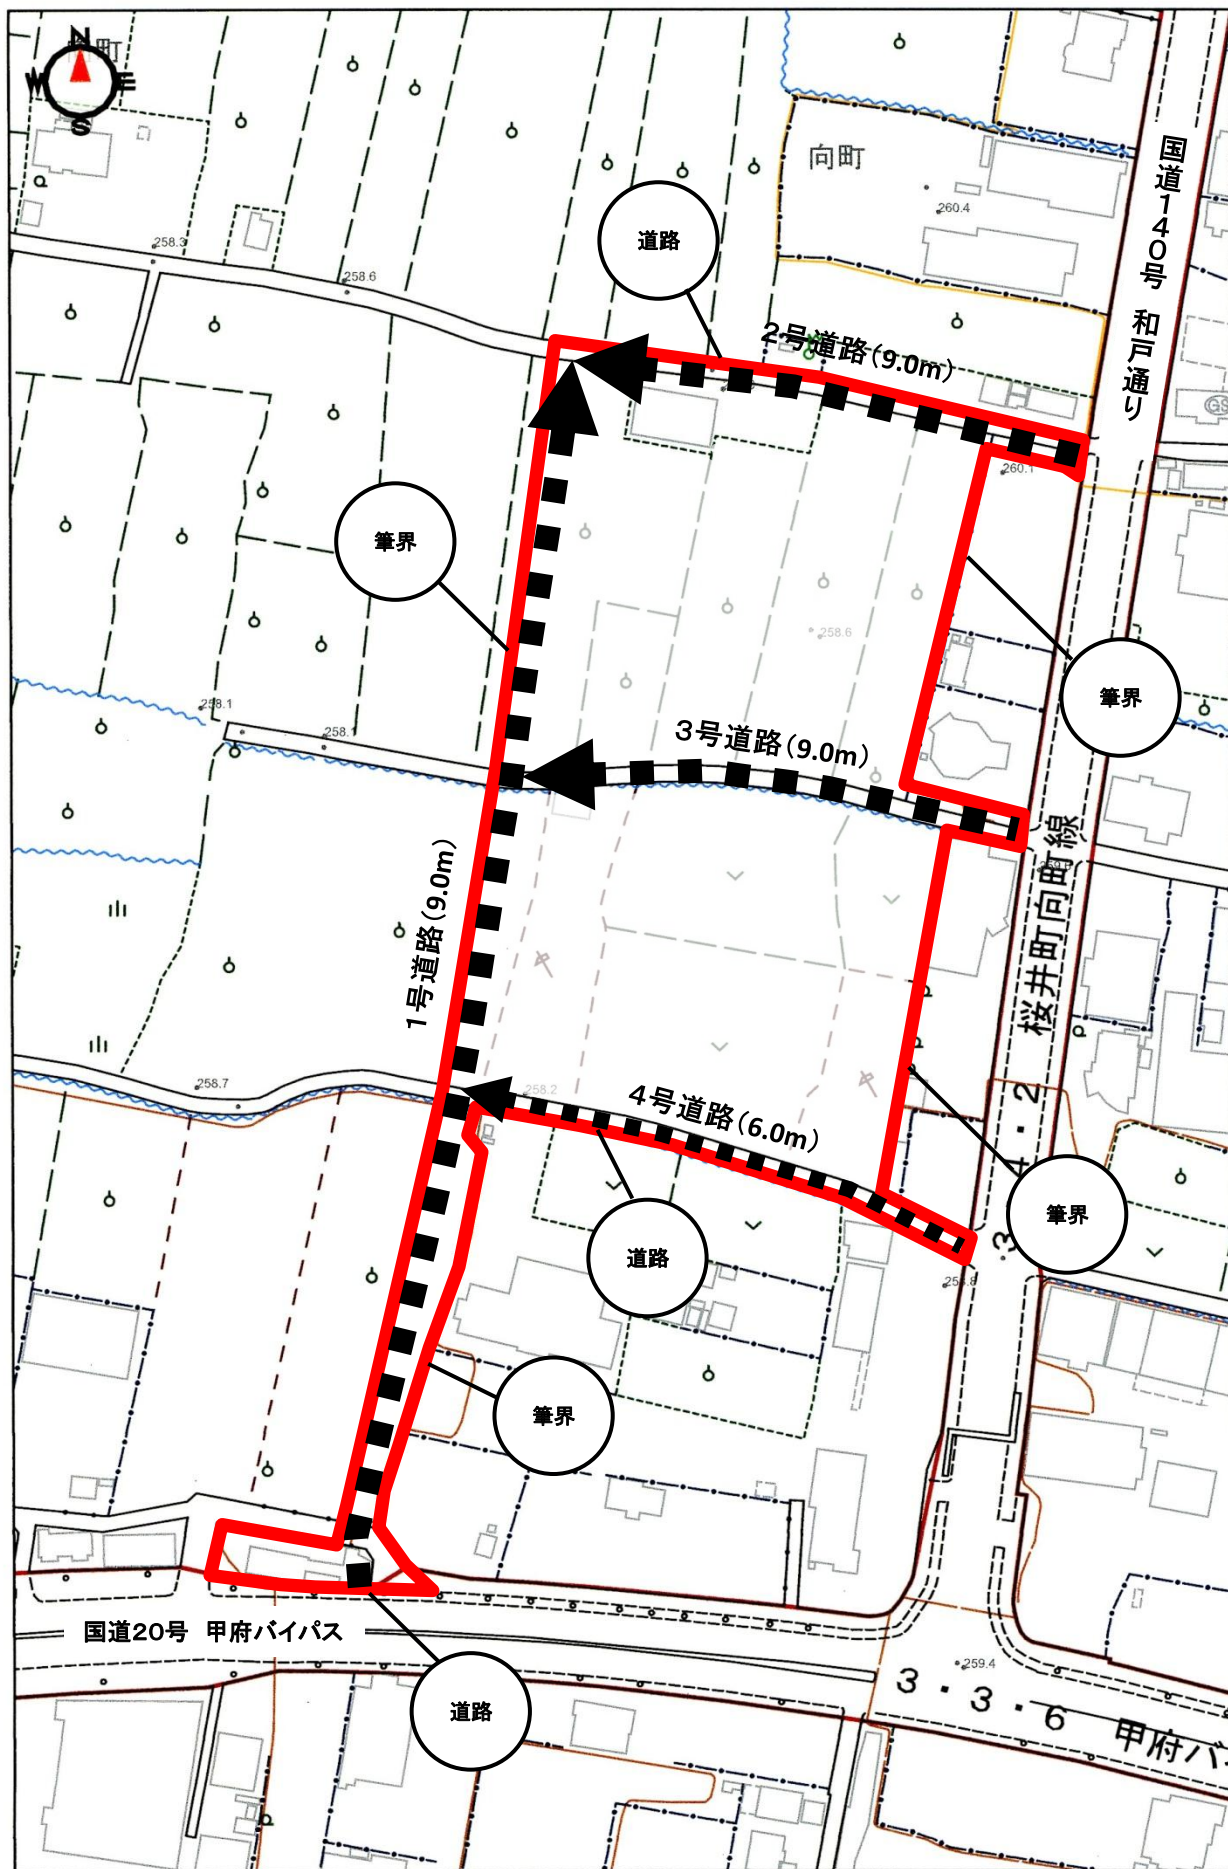 N
W E
S
向町
国道140号 和戸通り
260.4
道路
258.3
258.6
2号道路(9.0m)
GS
260.1
筆界
258.6
筆界
258.1
258.1
3号道路(9.0m)
桜井町向町線
1号道路(9.0m)
258.7
258.2
4号道路(6.0m)
3・4・2
筆界
道路
筆界
国道20号 甲府バイパス
259.4
3・3・6 甲府バ
道路